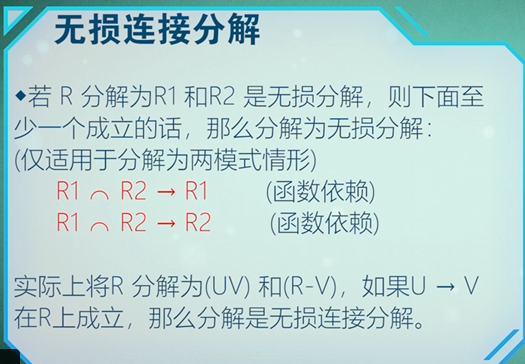 无损连接分解
◆若 R 分解为R1 和R2 是无损分解，则下面至
少一个成立的话，那么分解为无损分解：
(仅适用于分解为两模式情形)
R1 ⌒ R2 → R1 (函数依赖)
R1 ⌒ R2 → R2 (函数依赖)
实际上将R 分解为(UV) 和(R-V)，如果U → V
在R上成立，那么分解是无损连接分解。